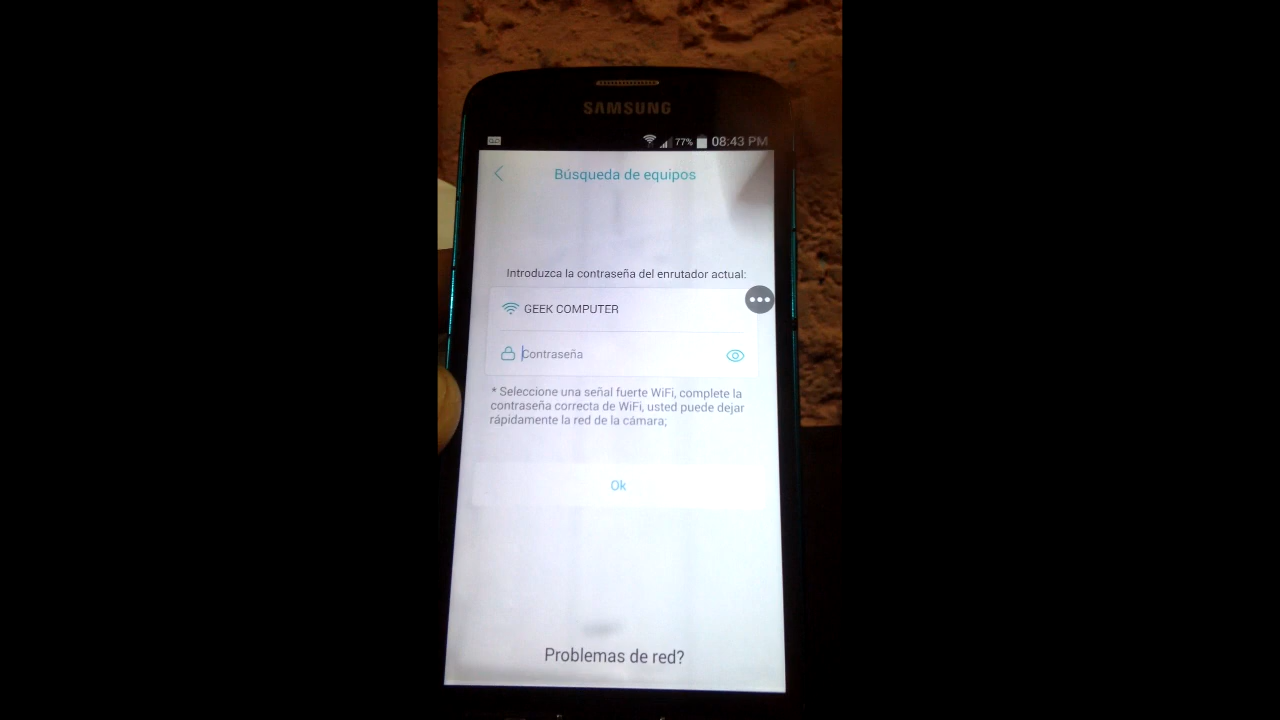 SAMSUNG
77% 08:43 PM
Búsqueda de equipos
Introduzca la contraseña del enrutador actual:
GEEK COMPUTER
Contraseña
* Seleccione una señal fuerte WiFi, complete la
contraseña correcta de WiFi, usted puede dejar
rápidamente la red de la cámara;
Ok
Problemas de red?